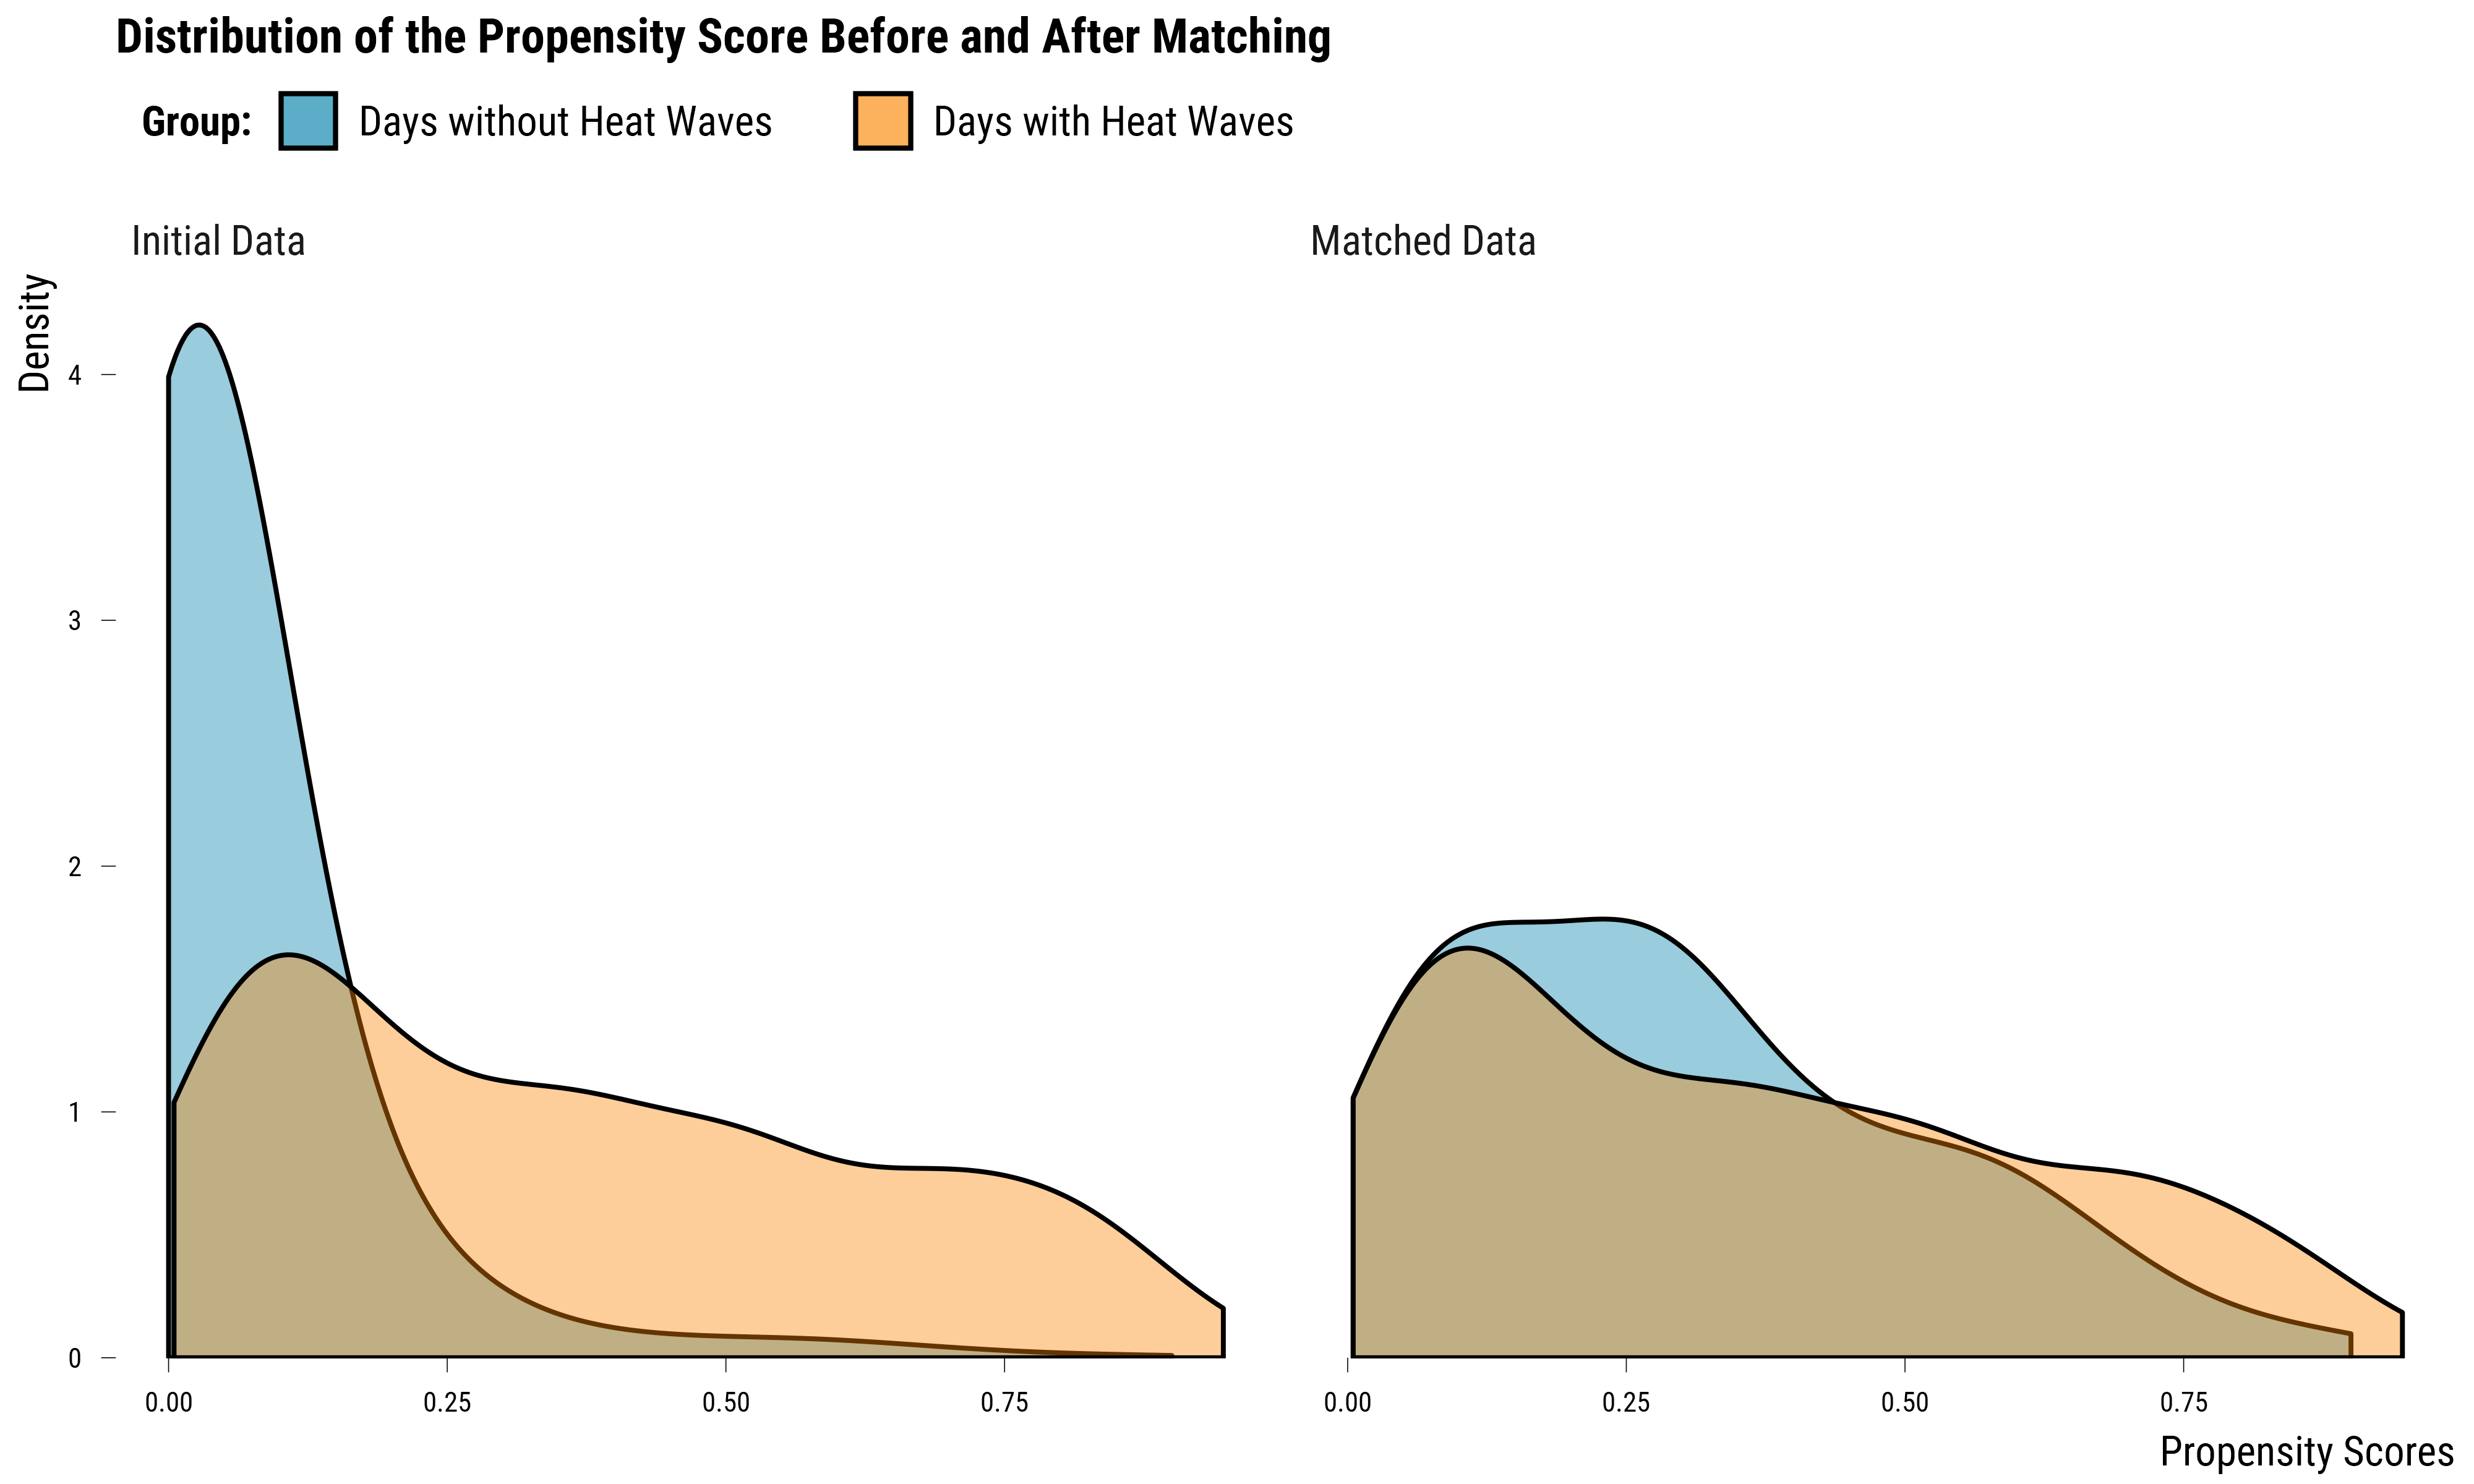 Distribution of the Propensity Score Before and After Matching
Group: Days without Heat Waves Days with Heat Waves
Initial Data Matched Data
Density
4
3
2
1
0
0.00 0.25 0.50 0.75 0.00 0.25 0.50 0.75
Propensity Scores